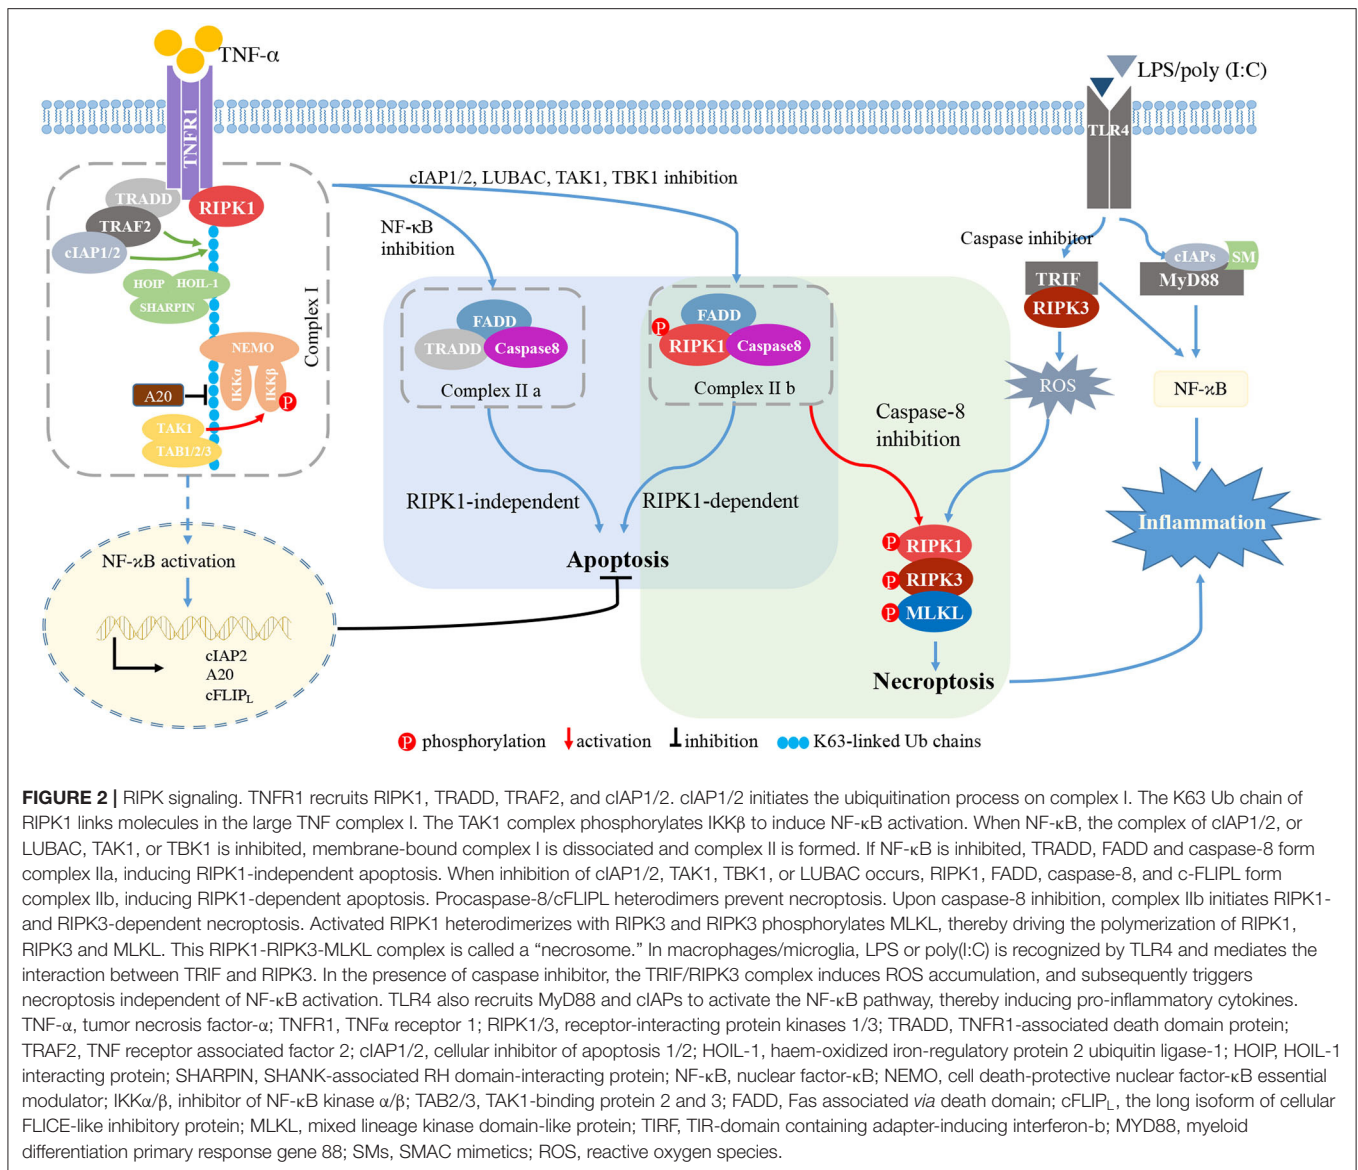 TNF-α
LPS/poly (I:C)
TNFR1
TLR4
TRADD
RIPK1
TRAF2
cIAP1/2
HOIP
HOIL-1
SHARPIN
NEMO
IKKα
IKKβ
P
A20
TAK1
TAB1/2/3
Complex I
cIAP1/2, LUBAC, TAK1, TBK1 inhibition
NF-κB
inhibition
FADD
TRADD
Caspase8
Complex II a
FADD
P
RIPK1
Caspase8
Complex II b
Caspase inhibitor
TRIF
RIPK3
cIAPs
SM
MyD88
ROS
NF-κB
Caspase-8
inhibition
RIPK1-independent
RIPK1-dependent
Apoptosis
P
RIPK1
P
RIPK3
P
MLKL
Necroptosis
Inflammation
NF-κB activation
cIAP2
A20
cFLIPL
P phosphorylation
activation
inhibition
K63-linked Ub chains
FIGURE 2 | RIPK signaling. TNFR1 recruits RIPK1, TRADD, TRAF2, and cIAP1/2. cIAP1/2 initiates the ubiquitination process on complex I. The K63 Ub chain of
RIPK1 links molecules in the large TNF complex I. The TAK1 complex phosphorylates IKKβ to induce NF-κB activation. When NF-κB, the complex of cIAP1/2, or
LUBAC, TAK1, or TBK1 is inhibited, membrane-bound complex I is dissociated and complex II is formed. If NF-κB is inhibited, TRADD, FADD and caspase-8 form
complex IIa, inducing RIPK1-independent apoptosis. When inhibition of cIAP1/2, TAK1, TBK1, or LUBAC occurs, RIPK1, FADD, caspase-8, and c-FLIPL form
complex IIb, inducing RIPK1-dependent apoptosis. Procaspase-8/cFLIPL heterodimers prevent necroptosis. Upon caspase-8 inhibition, complex IIb initiates RIPK1-
and RIPK3-dependent necroptosis. Activated RIPK1 heterodimerizes with RIPK3 and RIPK3 phosphorylates MLKL, thereby driving the polymerization of RIPK1,
RIPK3 and MLKL. This RIPK1-RIPK3-MLKL complex is called a “necrosome.” In macrophages/microglia, LPS or poly(I:C) is recognized by TLR4 and mediates the
interaction between TRIF and RIPK3. In the presence of caspase inhibitor, the TRIF/RIPK3 complex induces ROS accumulation, and subsequently triggers
necroptosis independent of NF-κB activation. TLR4 also recruits MyD88 and cIAPs to activate the NF-κB pathway, thereby inducing pro-inflammatory cytokines.
TNF-α, tumor necrosis factor-α; TNFR1, TNFα receptor 1; RIPK1/3, receptor-interacting protein kinases 1/3; TRADD, TNFR1-associated death domain protein;
TRAF2, TNF receptor associated factor 2; cIAP1/2, cellular inhibitor of apoptosis 1/2; HOIL-1, haem-oxidized iron-regulatory protein 2 ubiquitin ligase-1; HOIP, HOIL-1
interacting protein; SHARPIN, SHANK-associated RH domain-interacting protein; NF-κB, nuclear factor-κB; NEMO, cell death-protective nuclear factor-κB essential
modulator; IKKα/β, inhibitor of NF-κB kinase α/β; TAB2/3, TAK1-binding protein 2 and 3; FADD, Fas associated via death domain; cFLIPL, the long isoform of cellular
FLICE-like inhibitory protein; MLKL, mixed lineage kinase domain-like protein; TIRF, TIR-domain containing adapter-inducing interferon-b; MYD88, myeloid
differentiation primary response gene 88; SMs, SMAC mimetics; ROS, reactive oxygen species.